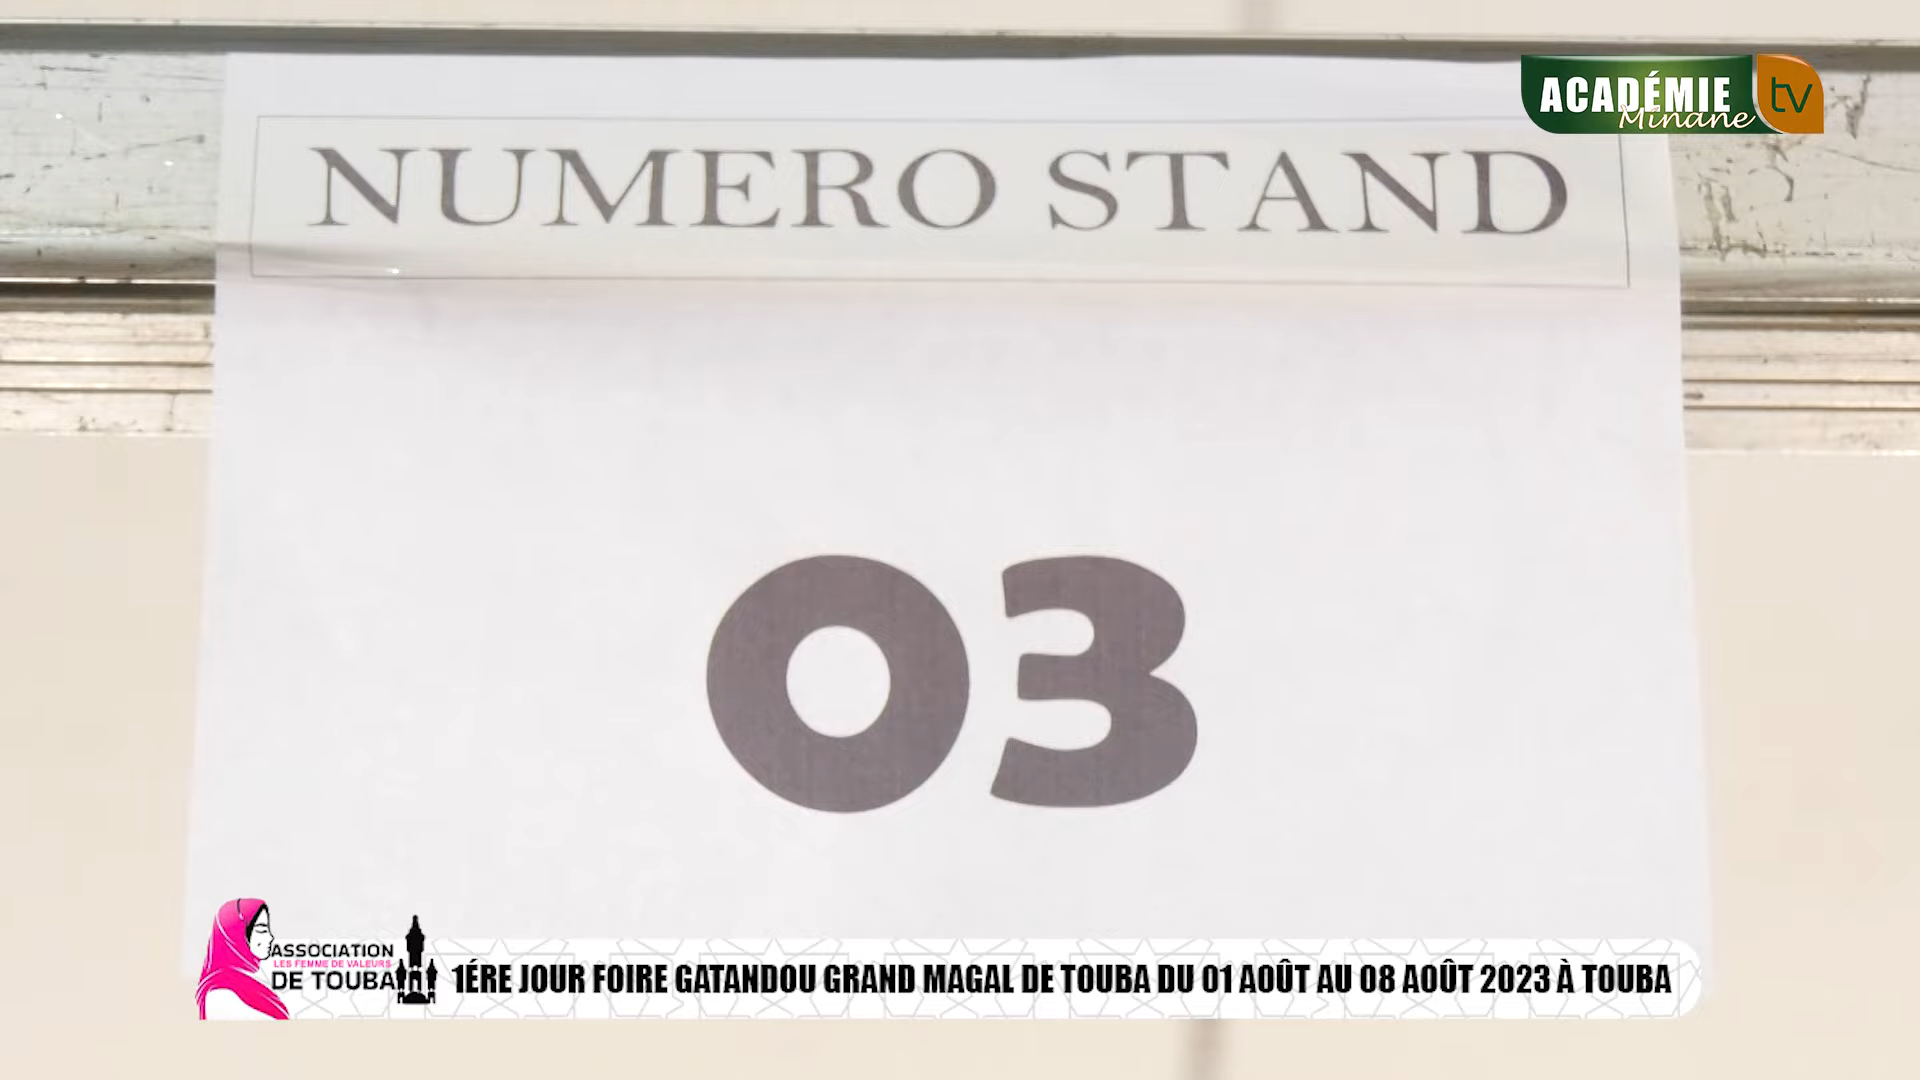 ACADÉMIE tv
Minane
NUMERO STAND
03
ASSOCIATION
LES FEMME DE VALEURS
DE TOUBA
1ÉRE JOUR FOIRE GATANDOU GRAND MAGAL DE TOUBA DU 01 AOÛT AU 08 AOÛT 2023 À TOUBA